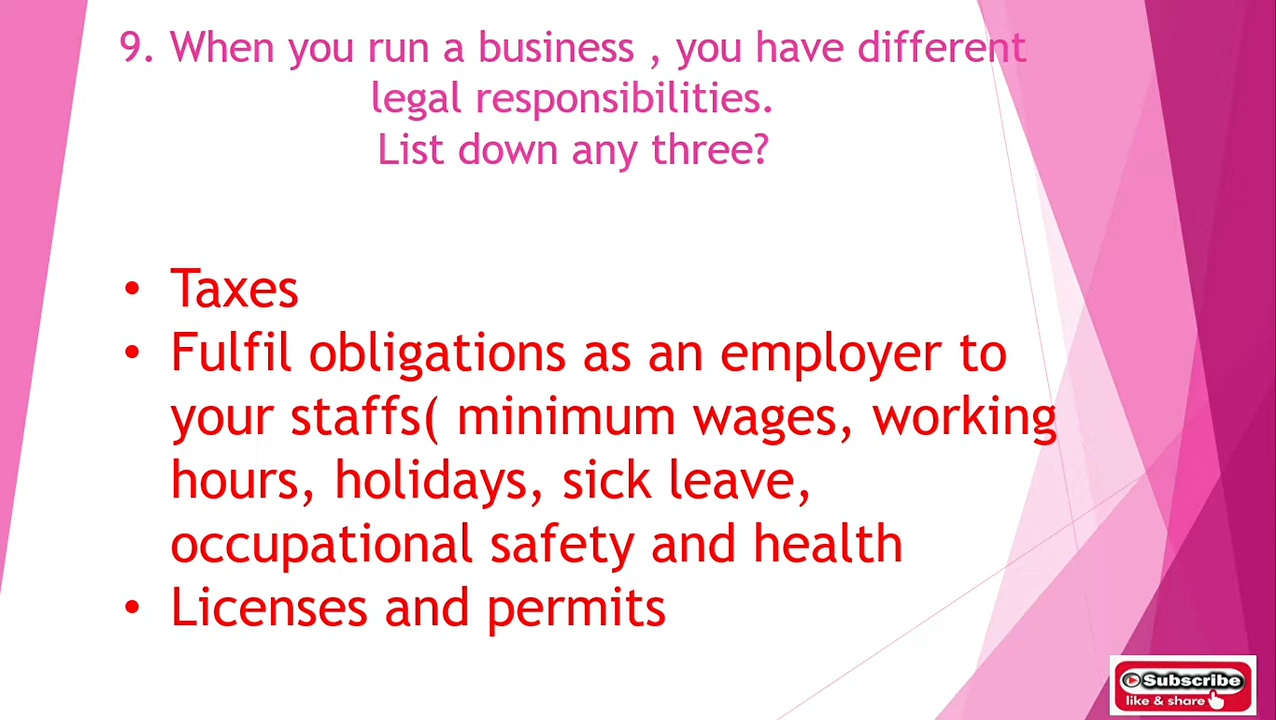 9. When you run a business , you have different
legal responsibilities.
List down any three?
• Taxes
• Fulfil obligations as an employer to
your staffs( minimum wages, working
hours, holidays, sick leave,
occupational safety and health
• Licenses and permits
Subscribe
like & share